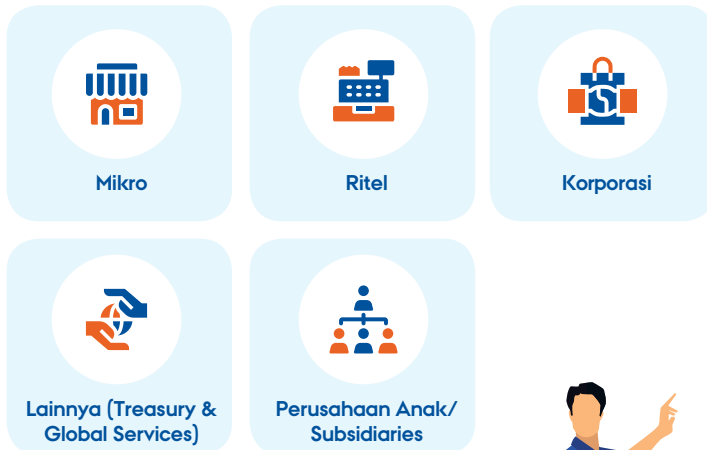 Mikro
Ritel
Korporasi
Lainnya (Treasury &
Global Services)
Perusahaan Anak/
Subsidiaries